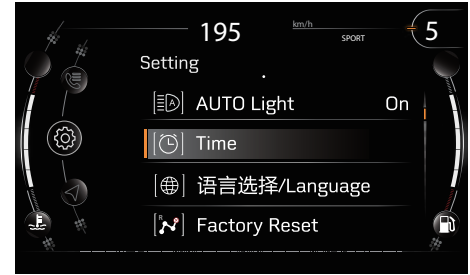 195
km/h
SPORT
5
Setting
AUTO Light On
Time
语言选择/Language
Factory Reset